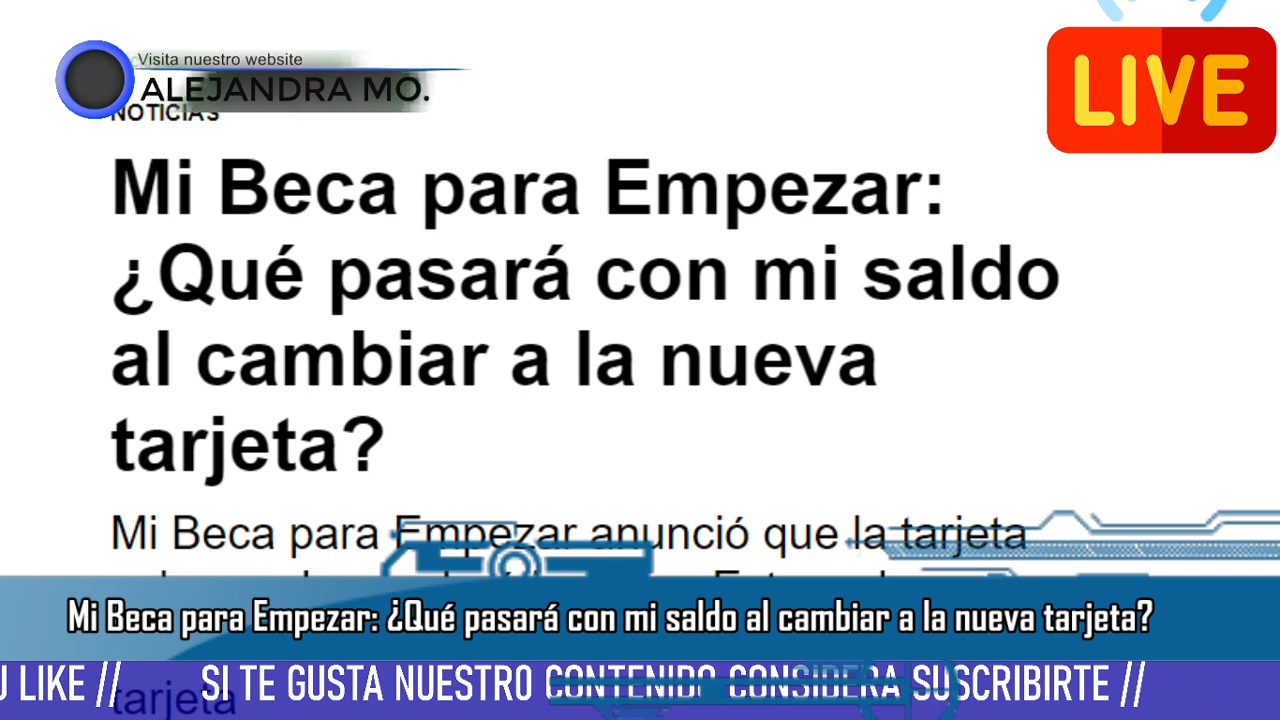 Visita nuestro website
ALEJANDRA MO.
NOTICIAS
LIVE
Mi Beca para Empezar:
¿Qué pasará con mi saldo
al cambiar a la nueva
tarjeta?
Mi Beca para Empezar anunció que la tarjeta
Mi Beca para Empezar: ¿Qué pasará con mi saldo al cambiar a la nueva tarjeta?
LIKE // SI TE GUSTA NUESTRO CONTENIDO CONSIDERA SUSCRIBIRTE //
tarjeta